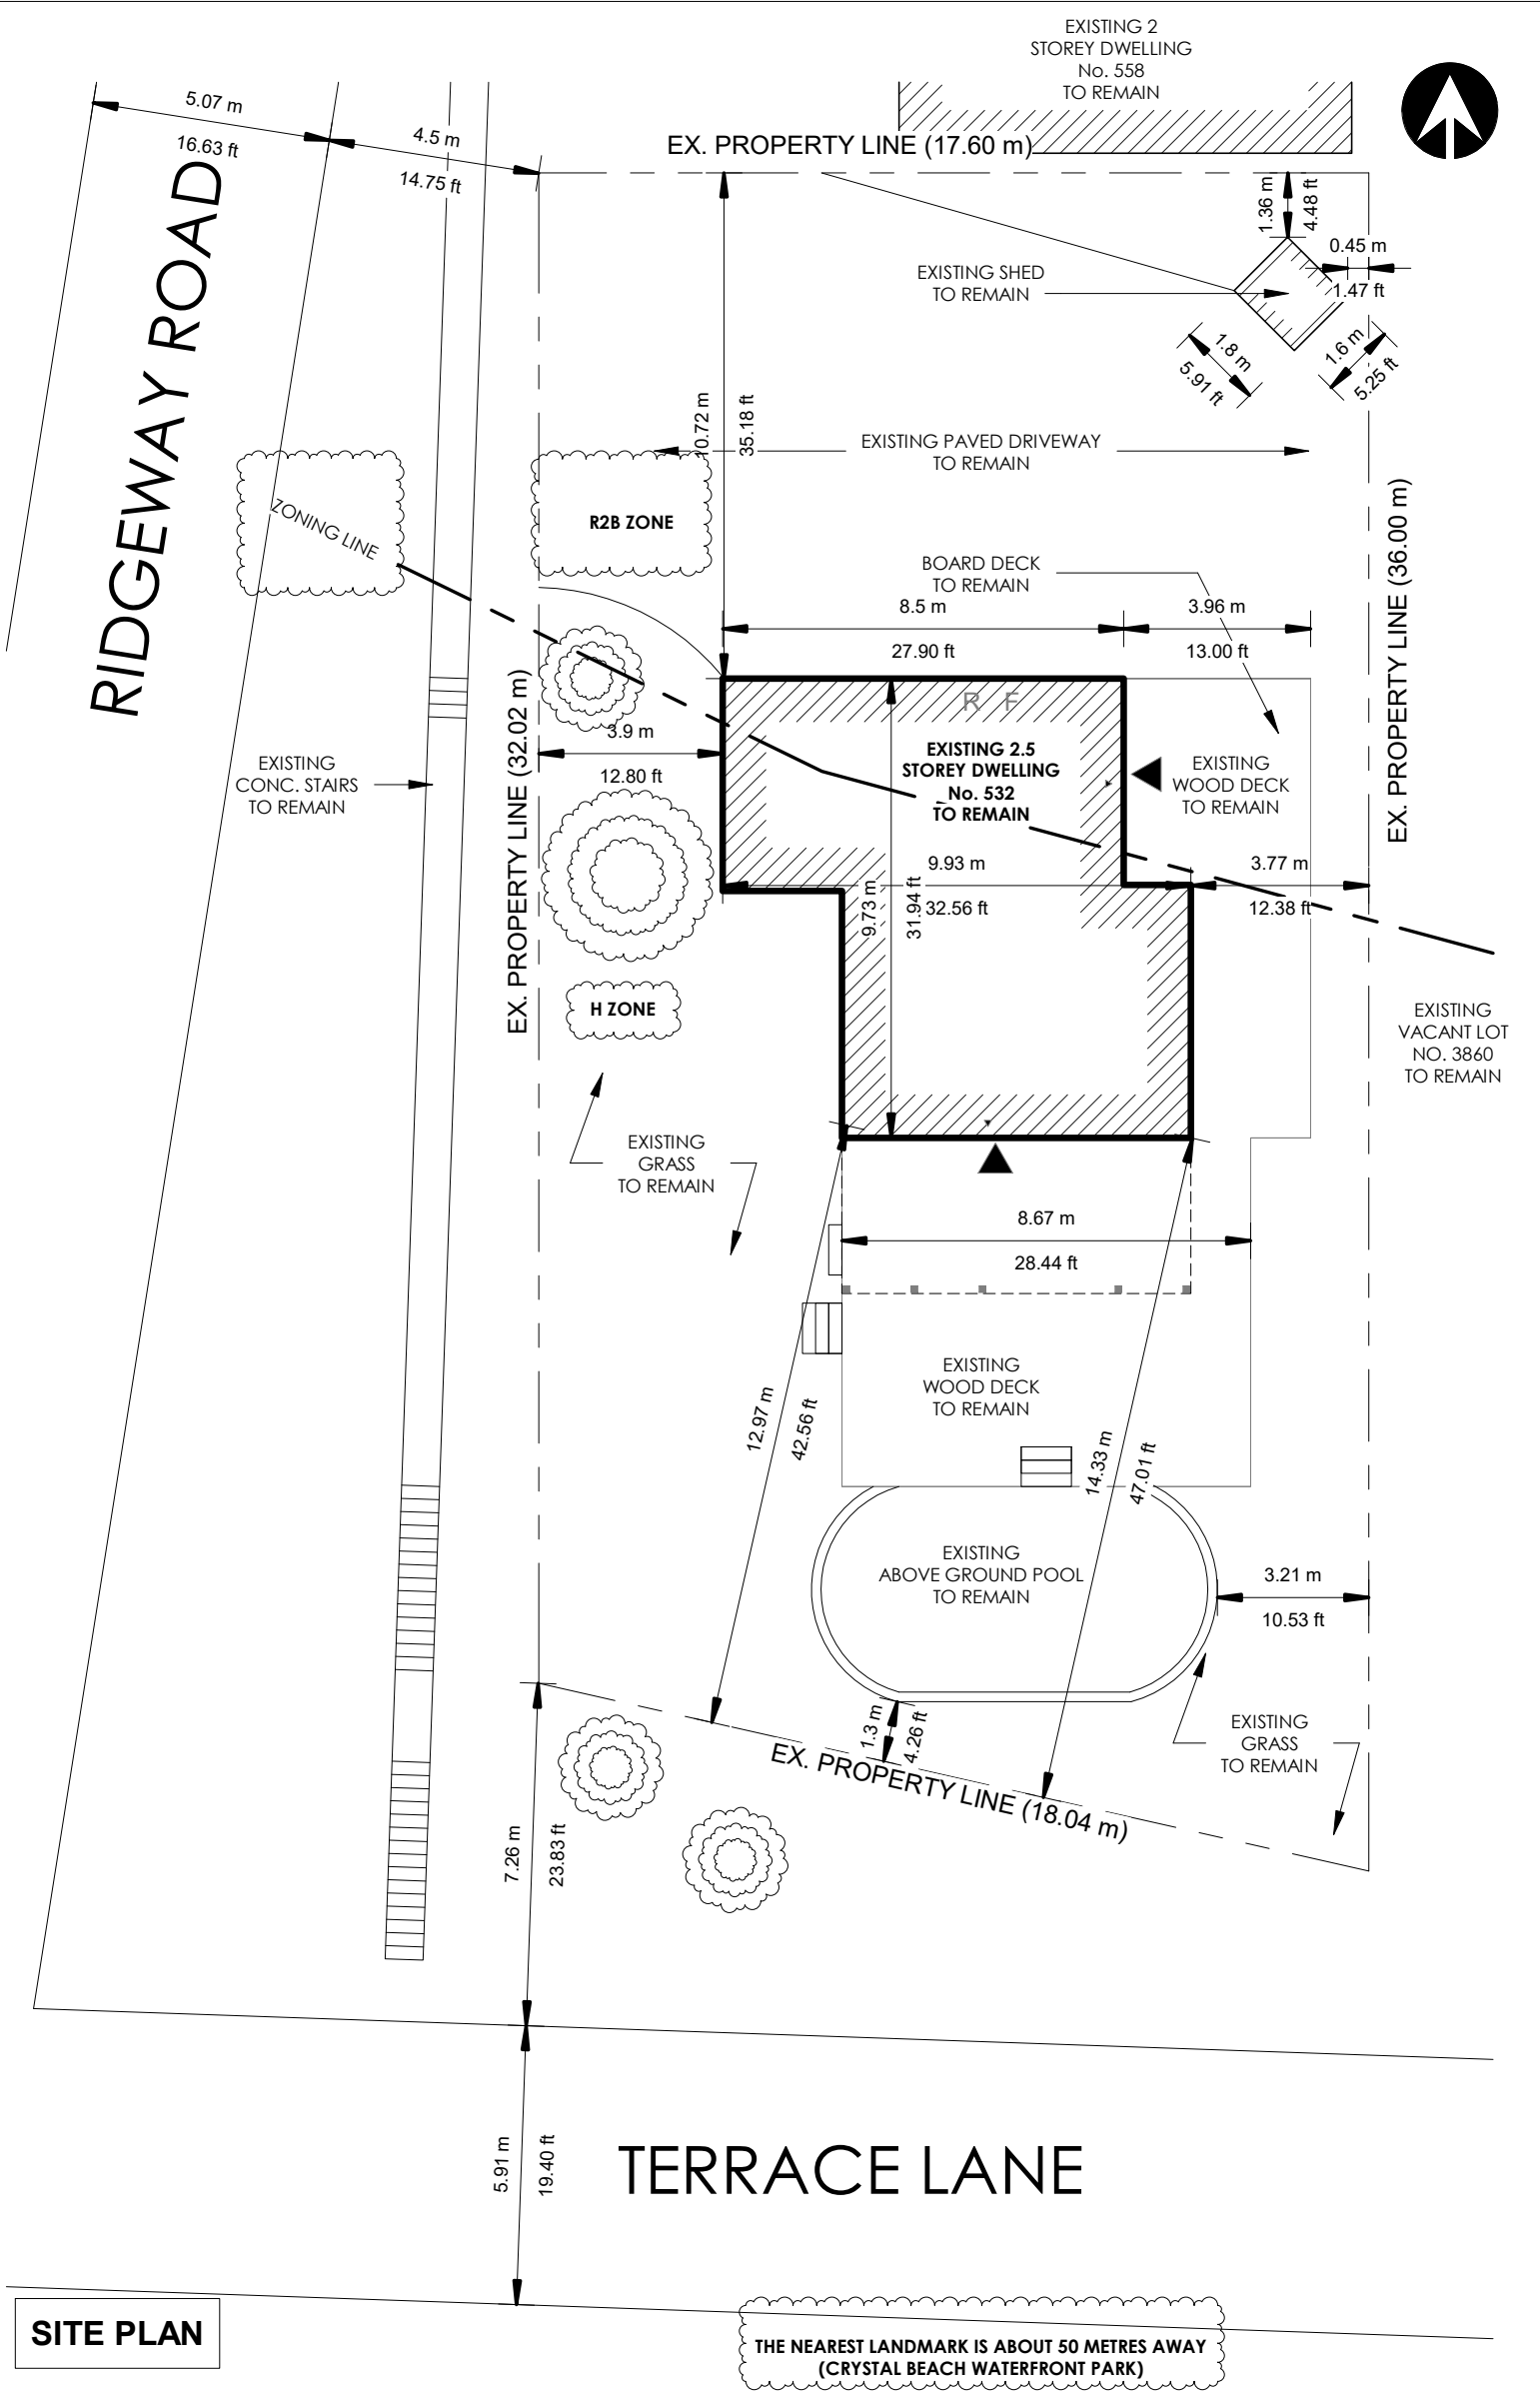 EXISTING 2
STOREY DWELLING
No. 558
TO REMAIN
5.07 m
16.63 ft
4.5 m
14.75 ft
EX. PROPERTY LINE (17.60 m)
RIDGEWAY ROAD
1.36 m
4.48 ft
0.45 m
1.47 ft
EXISTING SHED
TO REMAIN
1.8 m
5.91 ft
1.6 m
5.25 ft
10.72 m
35.18 ft
EXISTING PAVED DRIVEWAY
TO REMAIN
ZONING LINE
R2B ZONE
EX. PROPERTY LINE (36.00 m)
BOARD DECK
TO REMAIN
8.5 m
27.90 ft
3.96 m
13.00 ft
R F
EX. PROPERTY LINE (32.02 m)
3.9 m
12.80 ft
EXISTING
CONC. STAIRS
TO REMAIN
EXISTING 2.5
STOREY DWELLING
No. 532
TO REMAIN
EXISTING
WOOD DECK
TO REMAIN
9.93 m
32.56 ft
9.73 m
31.94 ft
3.77 m
12.38 ft
H ZONE
EXISTING
VACANT LOT
NO. 3860
TO REMAIN
EXISTING
GRASS
TO REMAIN
8.67 m
28.44 ft
EXISTING
WOOD DECK
TO REMAIN
12.97 m
42.56 ft
14.33 m
47.01 ft
EXISTING
ABOVE GROUND POOL
TO REMAIN
3.21 m
10.53 ft
1.3 m
4.26 ft
EXISTING
GRASS
TO REMAIN
EX. PROPERTY LINE (18.04 m)
7.26 m
23.83 ft
5.91 m
19.40 ft
TERRACE LANE
SITE PLAN
THE NEAREST LANDMARK IS ABOUT 50 METRES AWAY
(CRYSTAL BEACH WATERFRONT PARK)